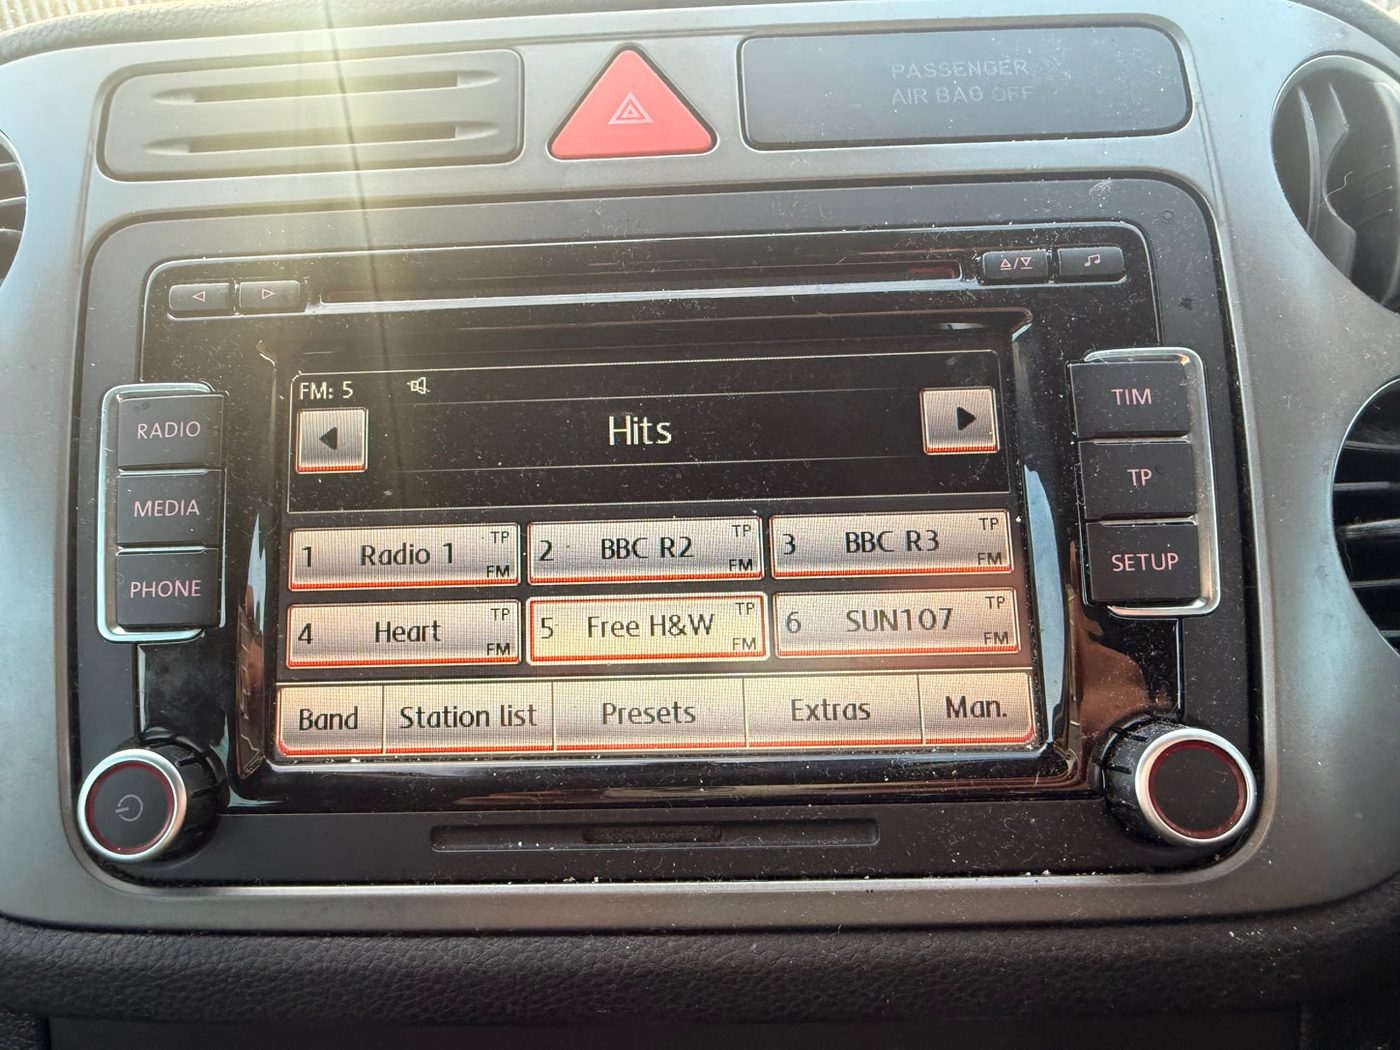 PASSENGER
AIR BAG OFF
RADIO
MEDIA
PHONE
FM: 5
Hits
1 Radio 1 TP FM
2 BBC R2 TP FM
3 BBC R3 TP FM
4 Heart TP FM
5 Free H&W TP FM
6 SUN107 TP FM
Band Station list Presets Extras Man.
TIM
TP
SETUP